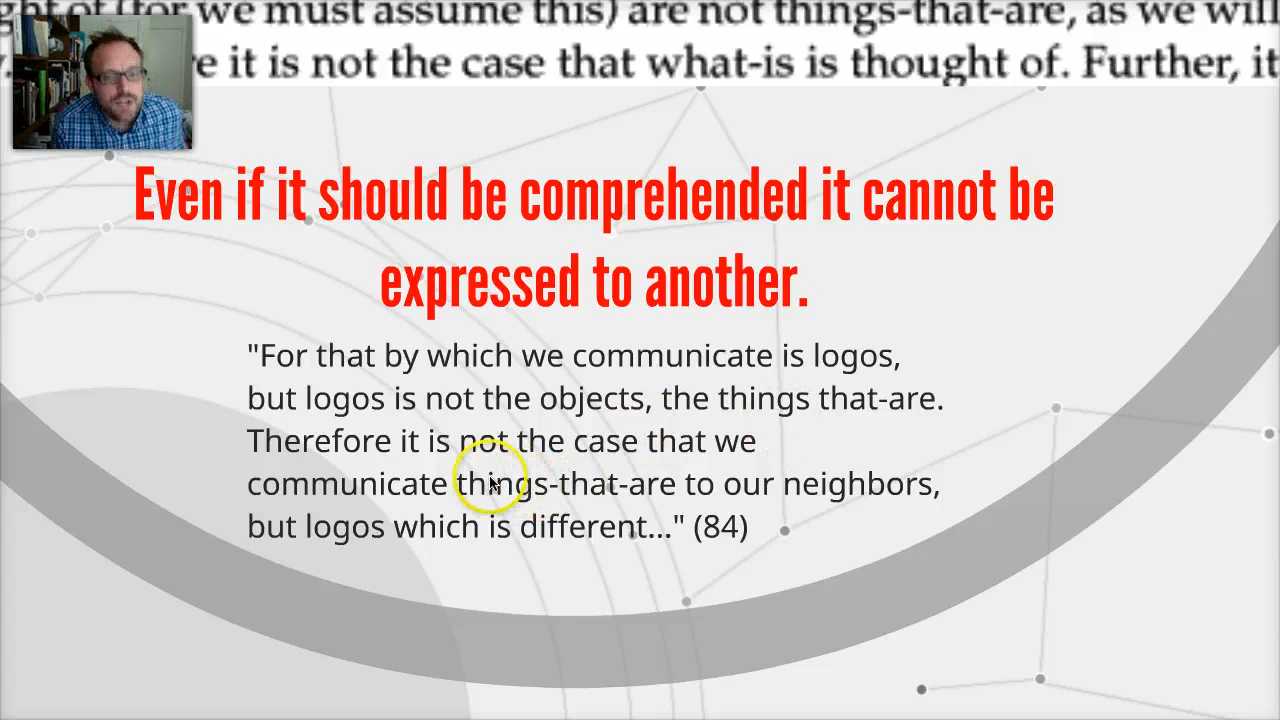 ght of (for we must assume this) are not things-that-are, as we will
re it is not the case that what-is is thought of. Further, it
Even if it should be comprehended it cannot be
expressed to another.
"For that by which we communicate is logos,
but logos is not the objects, the things that-are.
Therefore it is not the case that we
communicate things-that-are to our neighbors,
but logos which is different..." (84)